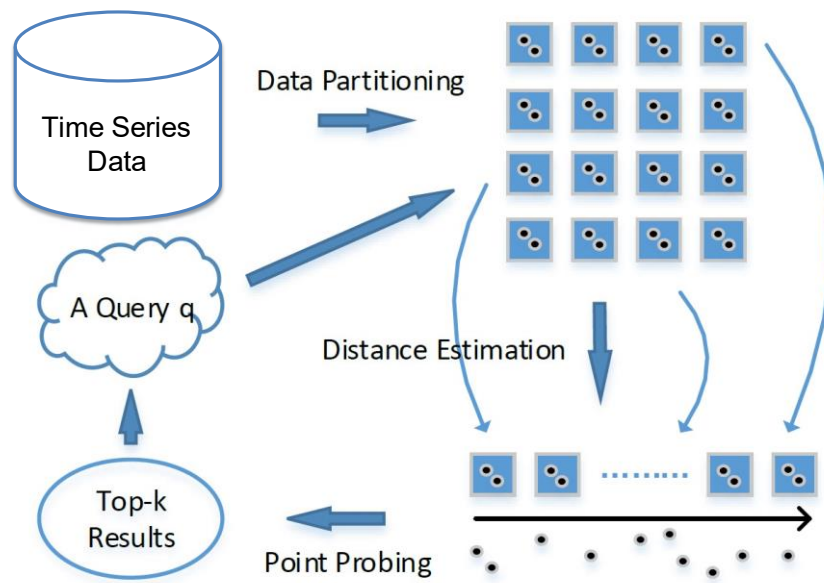 Data Partitioning
Time Series
Data
A Query q
Distance Estimation
Top-k
Results
Point Probing